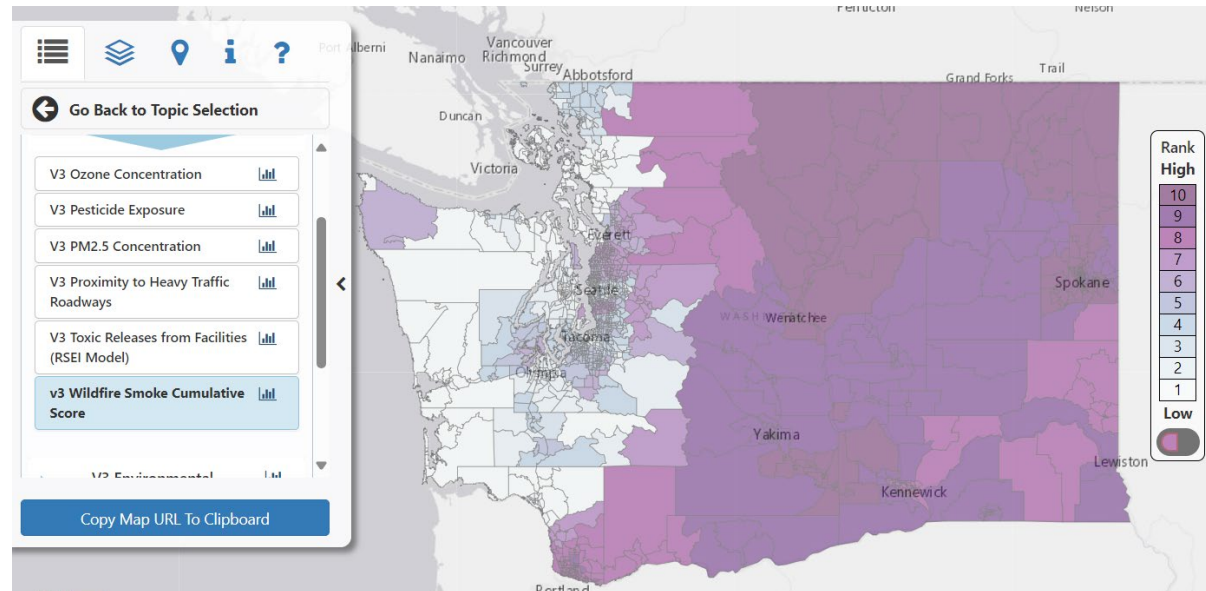 Port Alberni
Nanaimo
Vancouver
Richmond
Surrey
Abbotsford
Duncan
Victoria
Penticton
Nelson
Grand Forks
Trail
Everett
Seattle
Tacoma
Olympia
Wenatchee
Spokane
Yakima
Kennewick
Lewiston
Portland
i
?
Go Back to Topic Selection
V3 Ozone Concentration
V3 Pesticide Exposure
V3 PM2.5 Concentration
V3 Proximity to Heavy Traffic
Roadways
V3 Toxic Releases from Facilities
(RSEI Model)
v3 Wildfire Smoke Cumulative
Score
V3 Environmental
Copy Map URL To Clipboard
Rank
High
10
9
8
7
6
5
4
3
2
1
Low